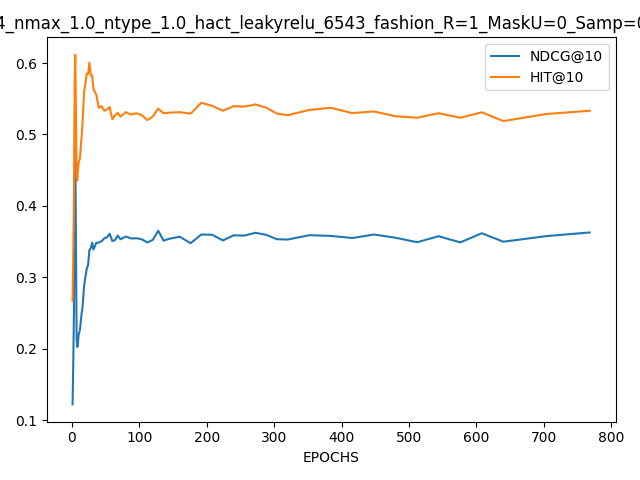 4_nmax_1.0_ntype_1.0_hact_leakyrelu_6543_fashion_R=1_MaskU=0_Samp=0
NDCG@10
HIT@10
0.6
0.5
0.4
0.3
0.2
0.1
0 100 200 300 400 500 600 700 800
EPOCHS